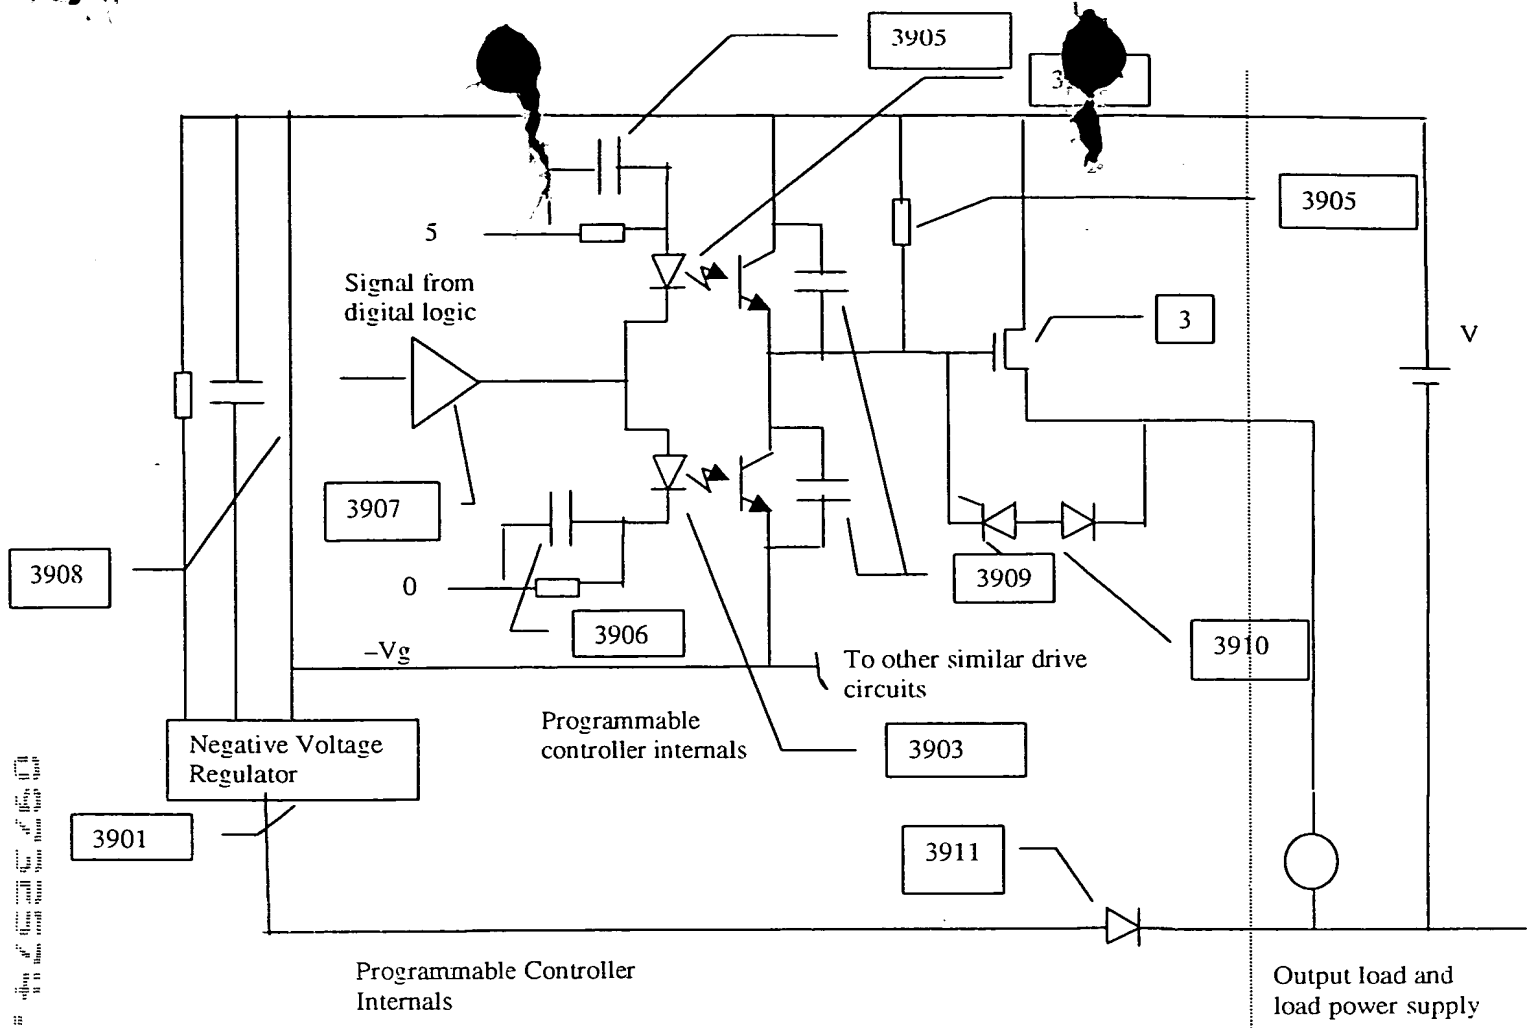 3905
3905
5
Signal from
digital logic
3
V
3907
3908
3909
0
3906
3910
–Vg
To other similar drive
circuits
Programmable
controller internals
Negative Voltage
Regulator
3903
3901
3911
Programmable Controller
Internals
Output load and
load power supply